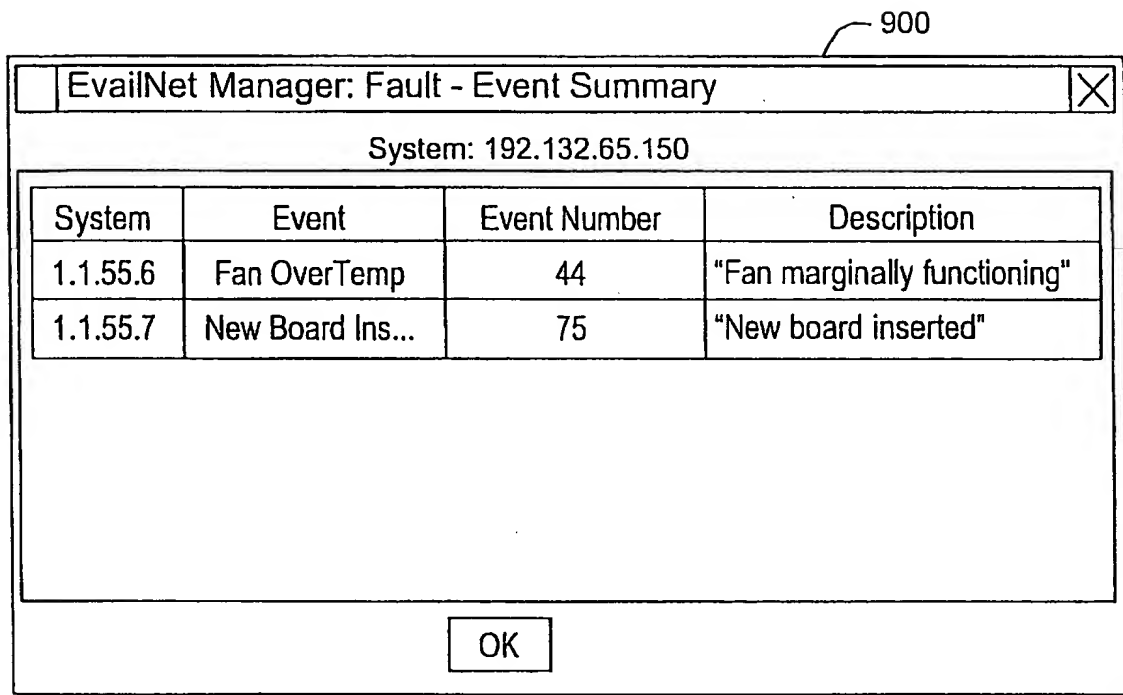 900
EvailNet Manager: Fault - Event Summary
System: 192.132.65.150
System Event Event Number Description
1.1.55.6 Fan OverTemp 44 "Fan marginally functioning"
1.1.55.7 New Board Ins... 75 "New board inserted"
OK